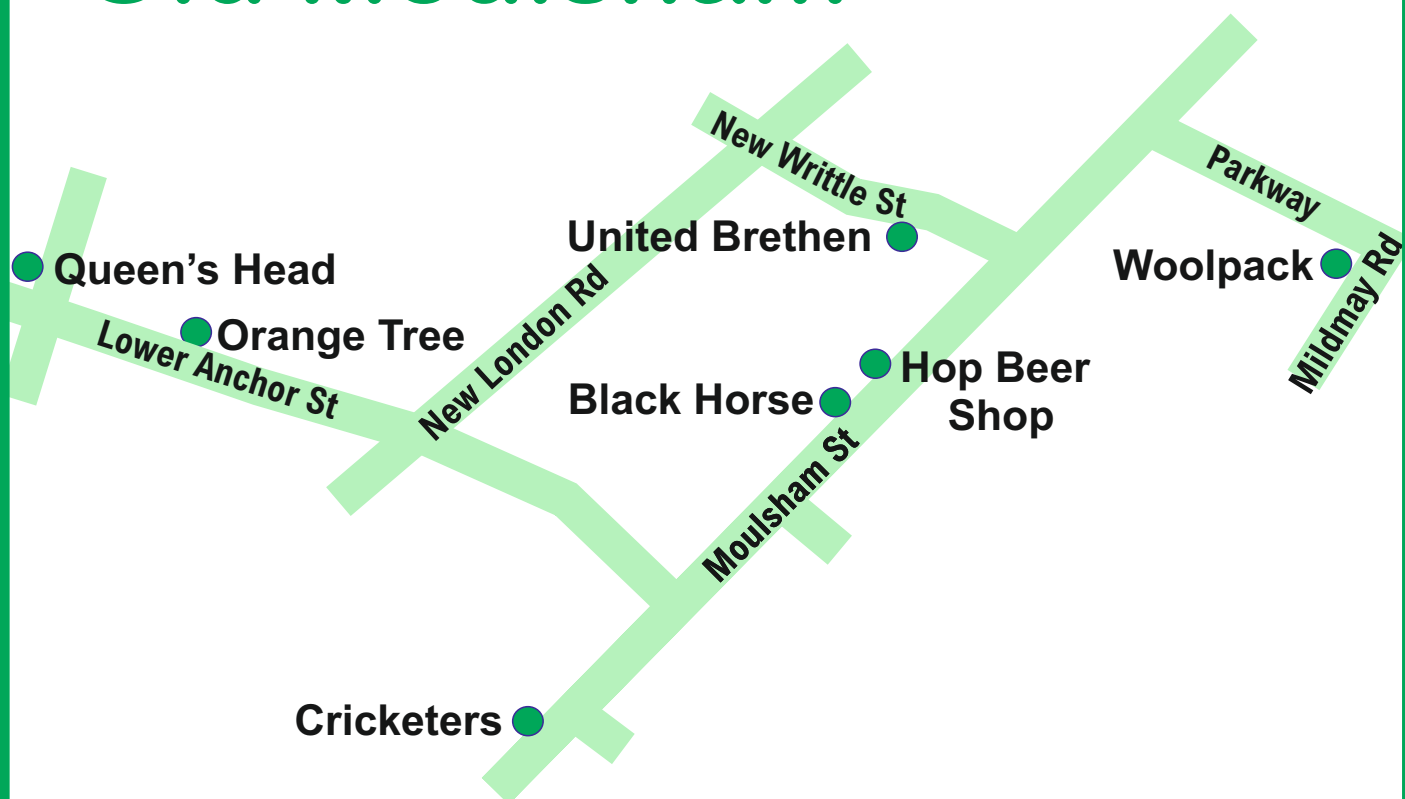 New Writtle St
Parkway
United Brethen
Woolpack
Mildmay Rd
Queen’s Head
Orange Tree
Lower Anchor St
New London Rd
Hop Beer
Shop
Black Horse
Moulsham St
Cricketers